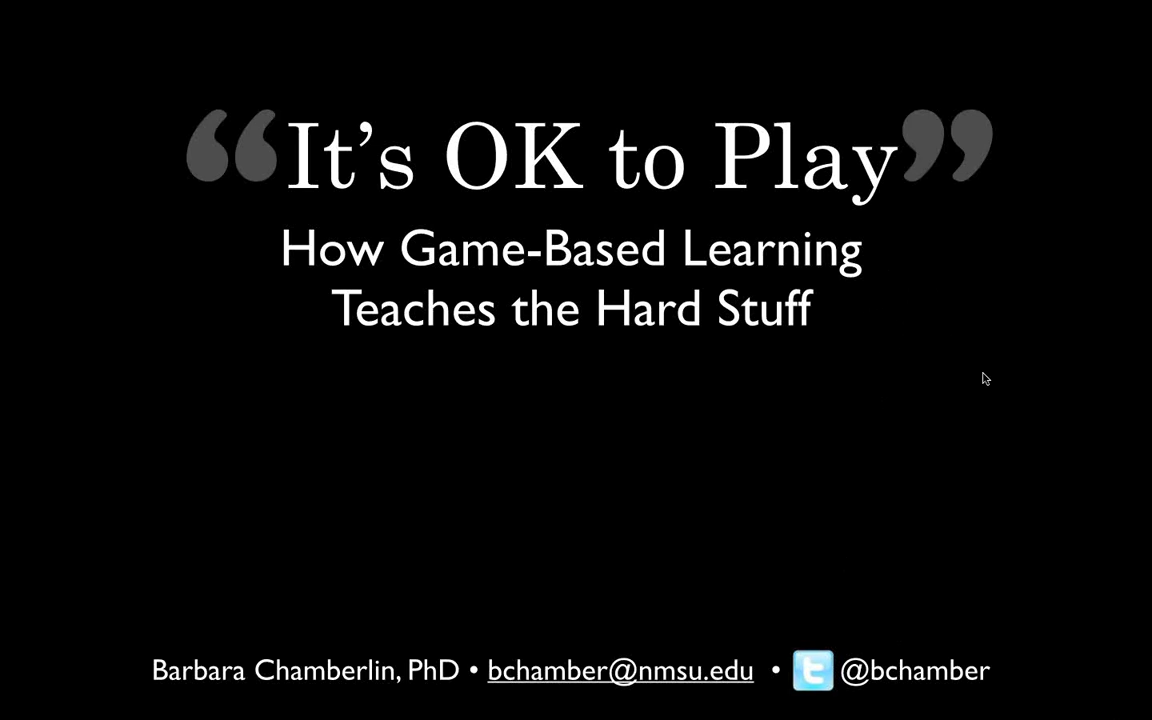 “It’s OK to Play”
How Game-Based Learning
Teaches the Hard Stuff
Barbara Chamberlin, PhD • bchamber@nmsu.edu • t @bchamber